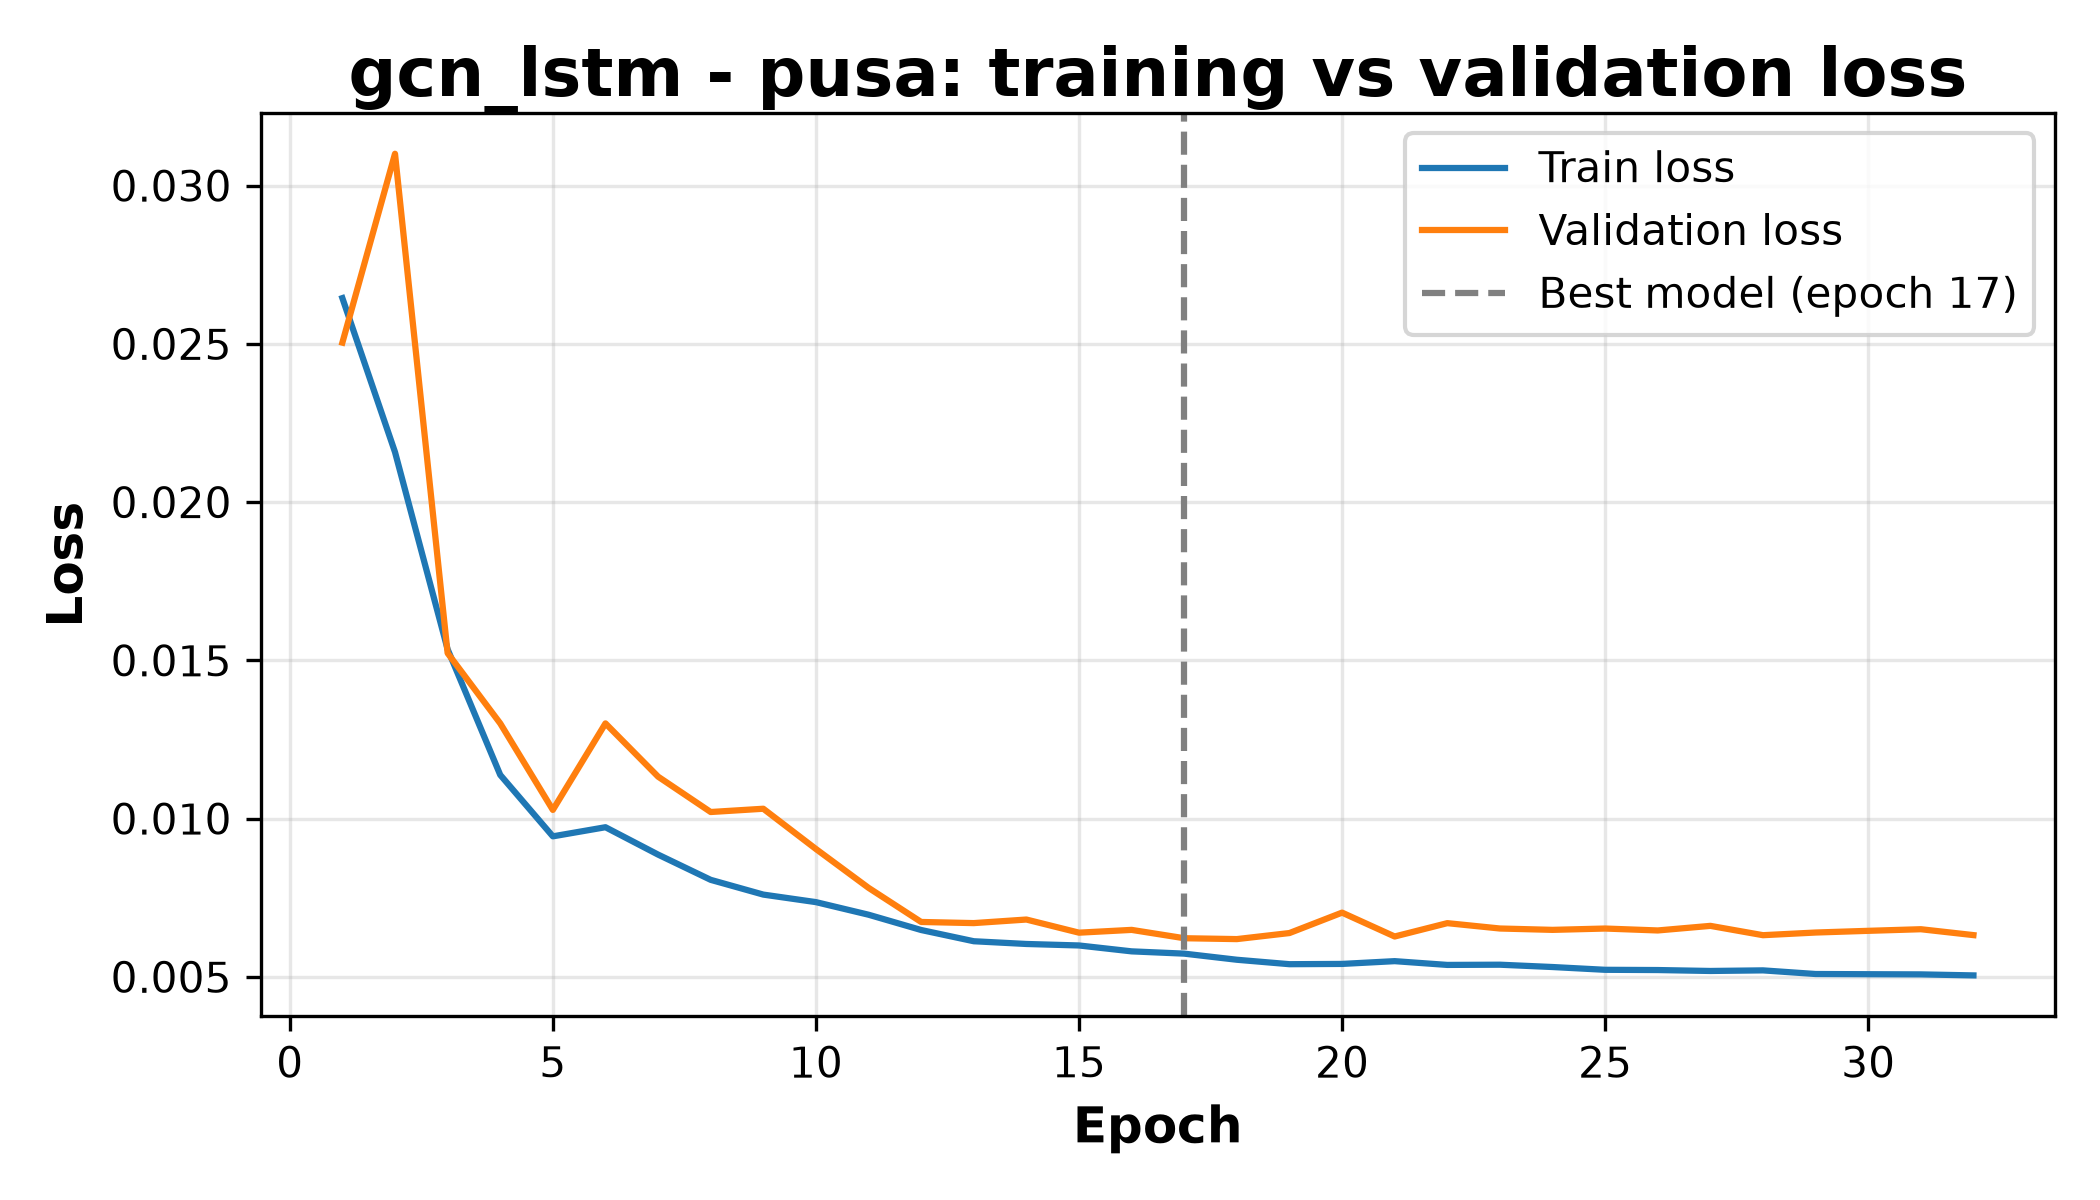 gcn_lstm - pusa: training vs validation loss
Train loss
Validation loss
Best model (epoch 17)
Loss
0.030
0.025
0.020
0.015
0.010
0.005
0 5 10 15 20 25 30
Epoch